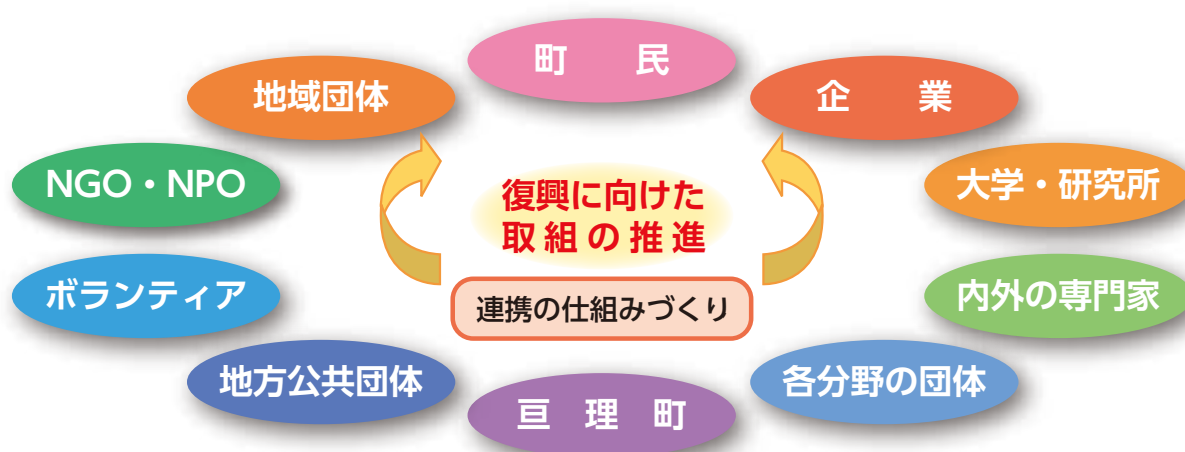 町 民
地域団体
企 業
NGO・NPO
大学・研究所
復興に向けた
取組の推進
ボランティア
内外の専門家
連携の仕組みづくり
地方公共団体
各分野の団体
亘理町